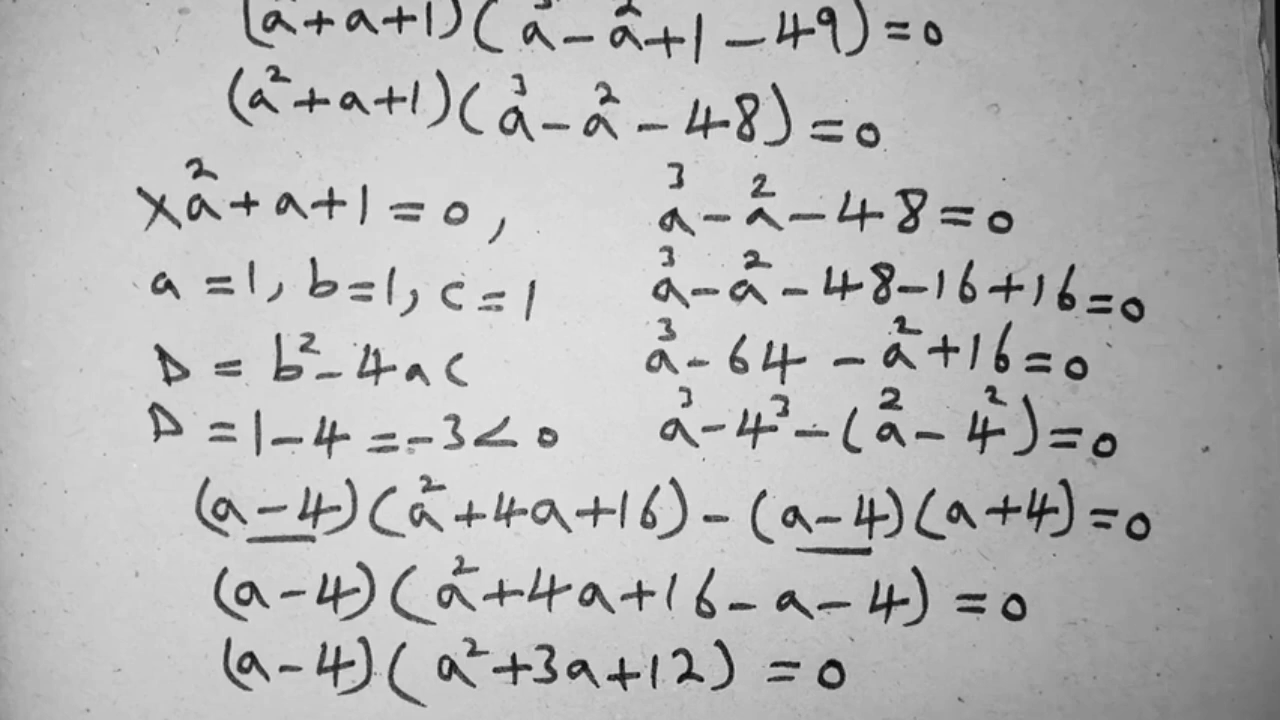 (a²+a+1)(a³-a²+1-49)=0
(a²+a+1)(a³-a²-48)=0
xa²+a+1=0, a³-a²-48=0
a=1, b=1, c=1 a³-a²-48-16+16=0
D=b²-4ac a³-64-a²+16=0
D=1-4=-3<0 a³-4³-(a²-4²)=0
(a-4)(a²+4a+16)-(a-4)(a+4)=0
(a-4)(a²+4a+16-a-4)=0
(a-4)(a²+3a+12)=0